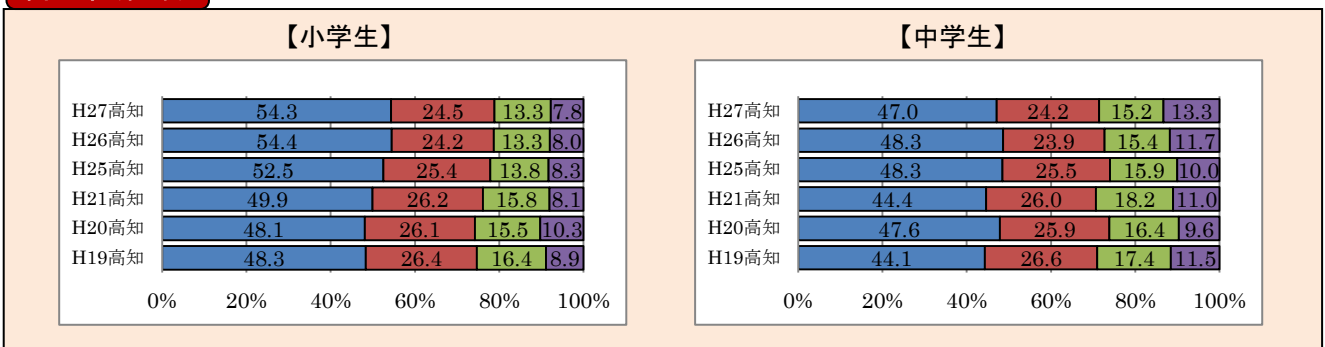 【小学生】
H27高知 54.3 24.5 13.3 7.8
H26高知 54.4 24.2 13.3 8.0
H25高知 52.5 25.4 13.8 8.3
H21高知 49.9 26.2 15.8 8.1
H20高知 48.1 26.1 15.5 10.3
H19高知 48.3 26.4 16.4 8.9
0% 20% 40% 60% 80% 100%
【中学生】
H27高知 47.0 24.2 15.2 13.3
H26高知 48.3 23.9 15.4 11.7
H25高知 48.3 25.5 15.9 10.0
H21高知 44.4 26.0 18.2 11.0
H20高知 47.6 25.9 16.4 9.6
H19高知 44.1 26.6 17.4 11.5
0% 20% 40% 60% 80% 100%